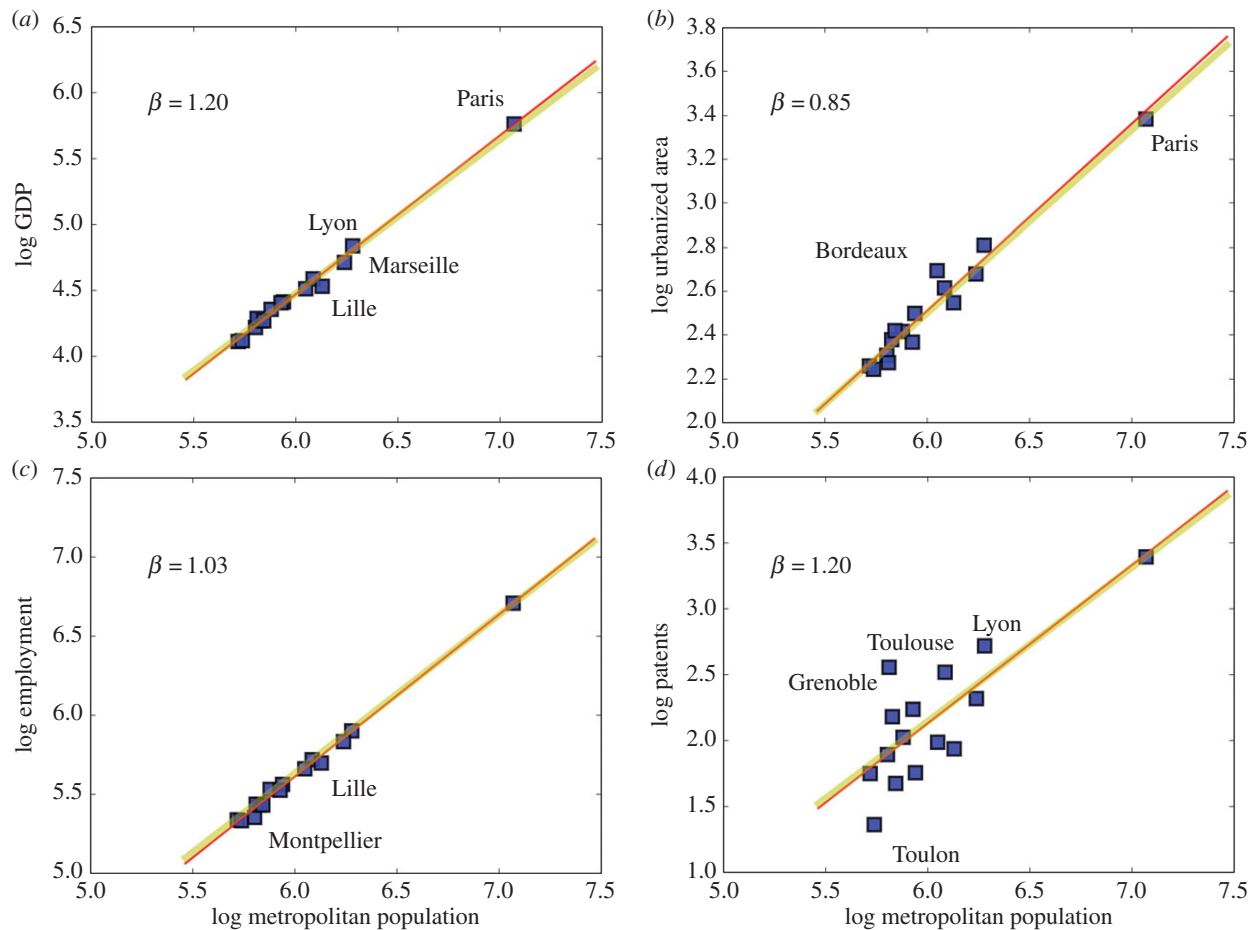 (a)
6.5
6.0
5.5
5.0
4.5
4.0
3.5
log GDP
β = 1.20
Paris
Lyon
Marseille
Lille
5.0 5.5 6.0 6.5 7.0 7.5
(b)
3.8
3.6
3.4
3.2
3.0
2.8
2.6
2.4
2.2
2.0
log urbanized area
β = 0.85
Paris
Bordeaux
5.0 5.5 6.0 6.5 7.0 7.5
(c)
7.5
7.0
6.5
6.0
5.5
5.0
log employment
β = 1.03
Lille
Montpellier
5.0 5.5 6.0 6.5 7.0 7.5
log metropolitan population
(d)
4.0
3.5
3.0
2.5
2.0
1.5
1.0
log patents
β = 1.20
Lyon
Toulouse
Grenoble
Toulon
5.0 5.5 6.0 6.5 7.0 7.5
log metropolitan population